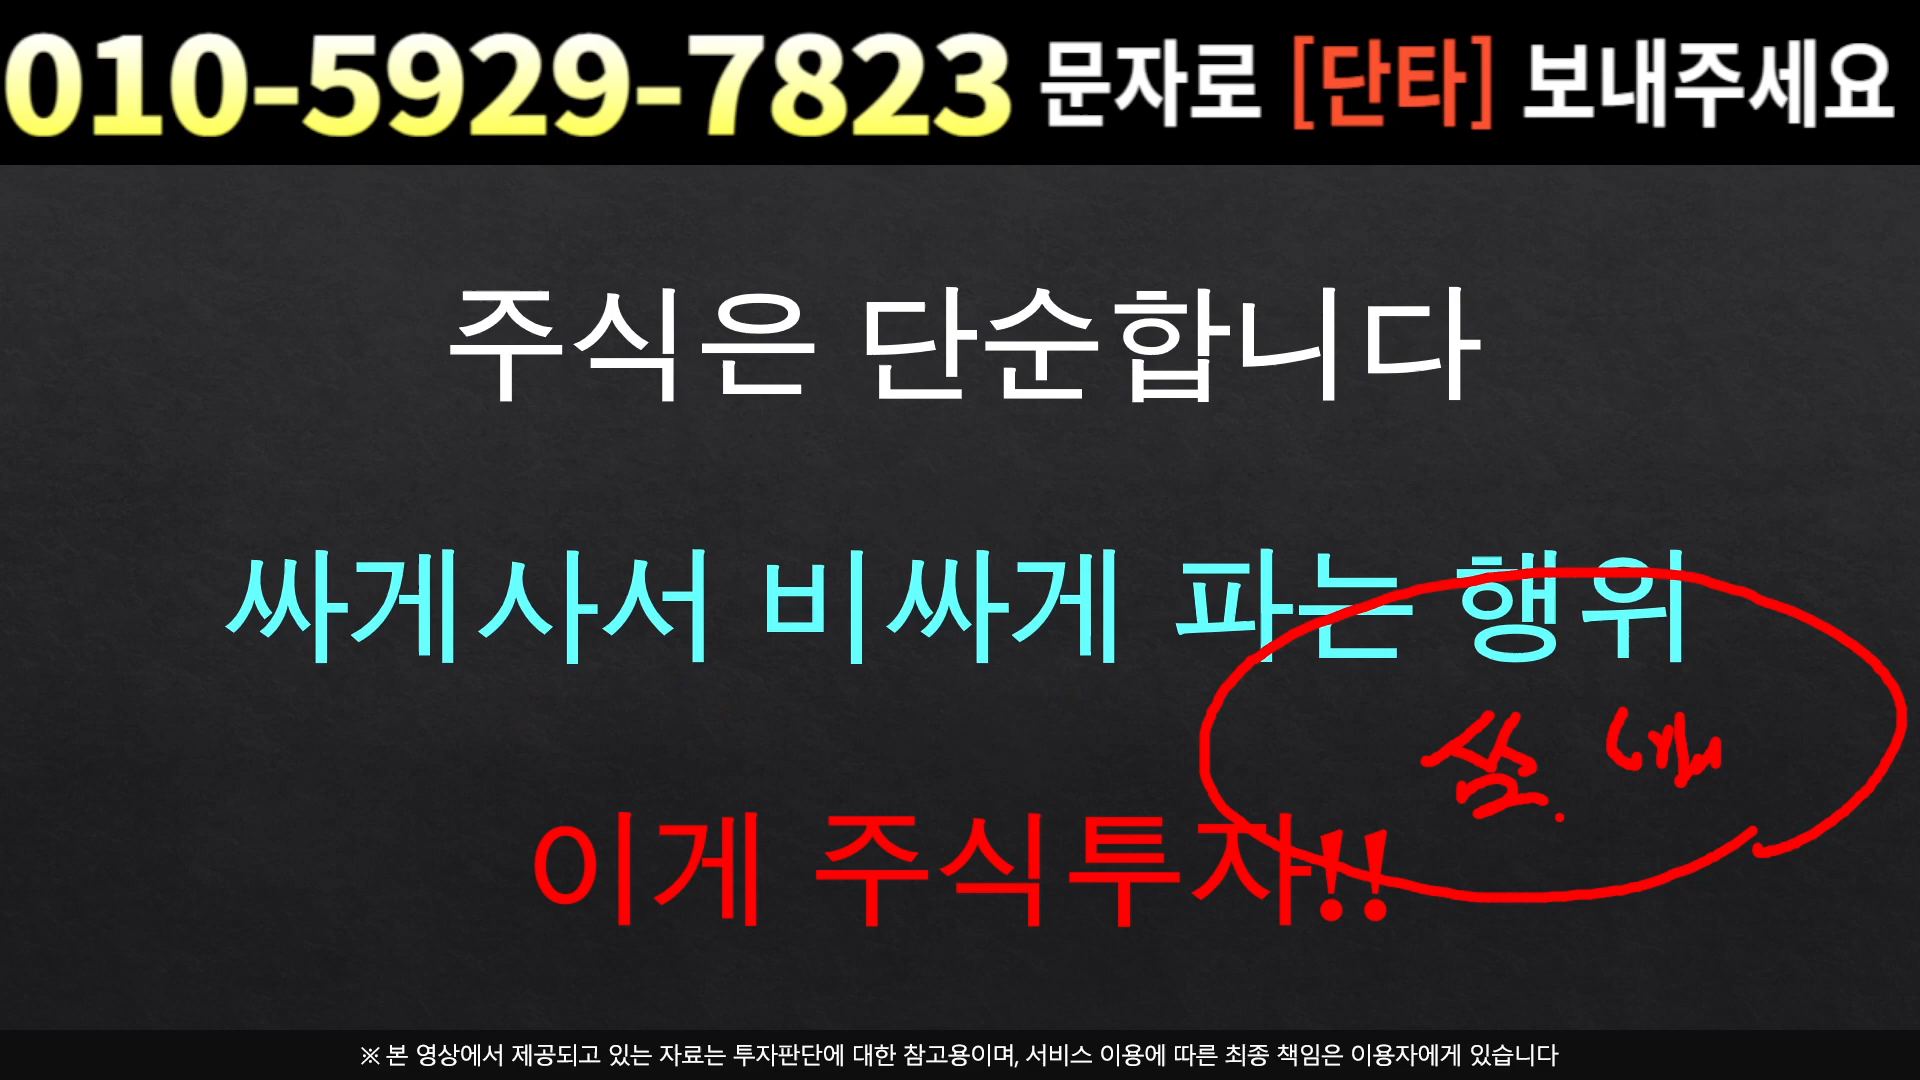 010-5929-7823 문자로 [단타] 보내주세요
주식은 단순합니다
싸게사서 비싸게 파는 행위
이게 주식투자!!
※ 본 영상에서 제공되고 있는 자료는 투자판단에 대한 참고용이며, 서비스 이용에 따른 최종 책임은 이용자에게 있습니다